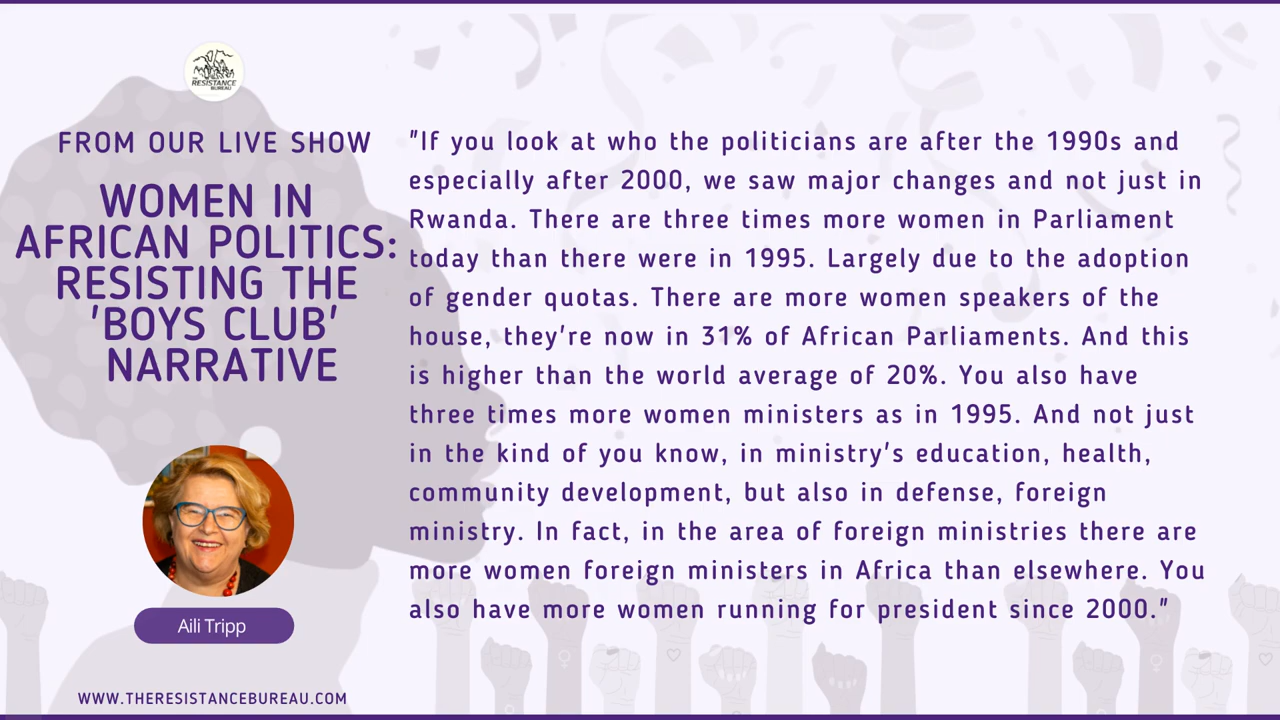 THE
RESISTANCE
BUREAU
FROM OUR LIVE SHOW
WOMEN IN
AFRICAN POLITICS:
RESISTING THE
'BOYS CLUB'
NARRATIVE
Aili Tripp
WWW.THERESISTANCEBUREAU.COM
"If you look at who the politicians are after the 1990s and
especially after 2000, we saw major changes and not just in
Rwanda. There are three times more women in Parliament
today than there were in 1995. Largely due to the adoption
of gender quotas. There are more women speakers of the
house, they're now in 31% of African Parliaments. And this
is higher than the world average of 20%. You also have
three times more women ministers as in 1995. And not just
in the kind of you know, in ministry's education, health,
community development, but also in defense, foreign
ministry. In fact, in the area of foreign ministries there are
more women foreign ministers in Africa than elsewhere. You
also have more women running for president since 2000."